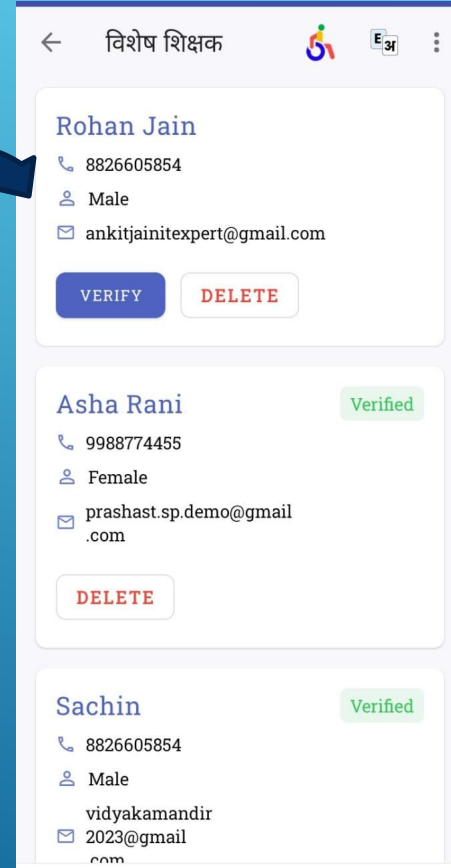 विशेष शिक्षक
E अ
Rohan Jain
8826605854
Male
ankitjainitexpert@gmail.com
VERIFY DELETE
Asha Rani Verified
9988774455
Female
prashast.sp.demo@gmail
.com
DELETE
Sachin Verified
8826605854
Male
vidyakamandir
2023@gmail
.com